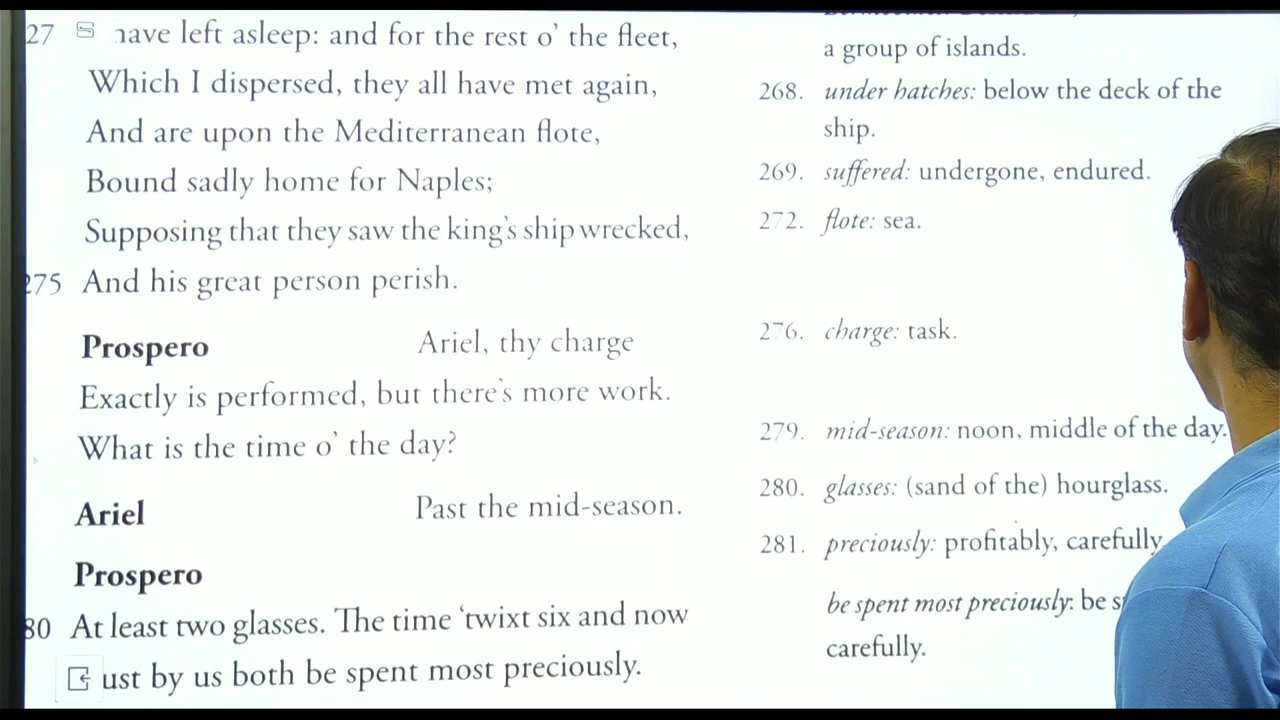 27 have left asleep: and for the rest o' the fleet,
Which I dispersed, they all have met again,
And are upon the Mediterranean flote,
Bound sadly home for Naples;
Supposing that they saw the king's ship wrecked,
275 And his great person perish.
Prospero Ariel, thy charge
Exactly is performed, but there's more work.
What is the time o' the day?
Ariel Past the mid-season.
Prospero
80 At least two glasses. The time 'twixt six and now
ust by us both be spent most preciously.
a group of islands.
268. under hatches: below the deck of the
ship.
269. suffered: undergone, endured.
272. flote: sea.
276. charge: task.
279. mid-season: noon, middle of the day.
280. glasses: (sand of the) hourglass.
281. preciously: profitably, carefully
be spent most preciously: be
carefully.